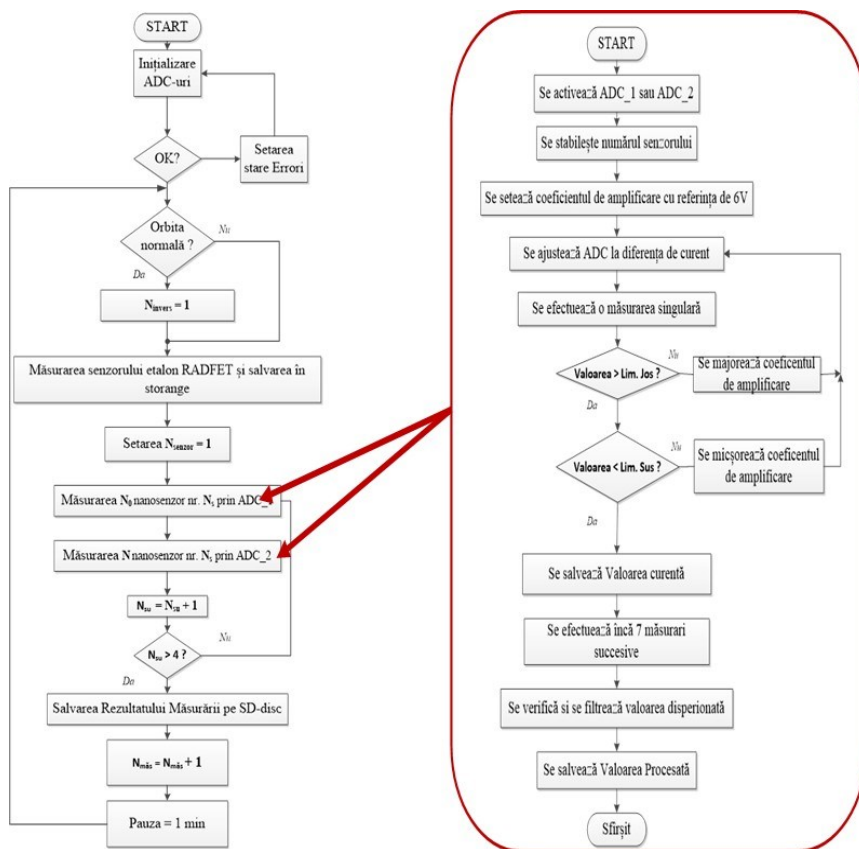 START
Inițializare
ADC-uri
OK?
Setarea
stare Errori
Orbita
normală ?
Nu
Da
Ninvers = 1
Măsurarea senzorului etalon RADFET și salvarea în
storange
Setarea Nsenzor = 1
Măsurarea N0 nanosenzor nr. Ns prin ADC_
Măsurarea N nanosenzor nr. Ns prin ADC_2
Nsu = Nsu + 1
Nsu > 4 ?
Nu
Da
Salvarea Rezultatului Măsurării pe SD-disc
Nmăs = Nmăs + 1
Pauza = 1 min
START
Se activează ADC_1 sau ADC_2
Se stabilește numărul senzorului
Se setează coeficientul de amplificare cu referința de 6V
Se ajustează ADC la diferența de curent
Se efectuează o măsurarea singulară
Valoarea > Lim. Jos ?
Nu
Se majorează coeficentul
de amplificare
Da
Valoarea < Lim. Sus ?
Nu
Se micșorează coeficentul
de amplificare
Da
Se salvează Valoarea curentă
Se efectuează încă 7 măsurari
succesive
Se verifică si se filtrează valoarea disperionată
Se salvează Valoarea Procesată
Sfîrșit